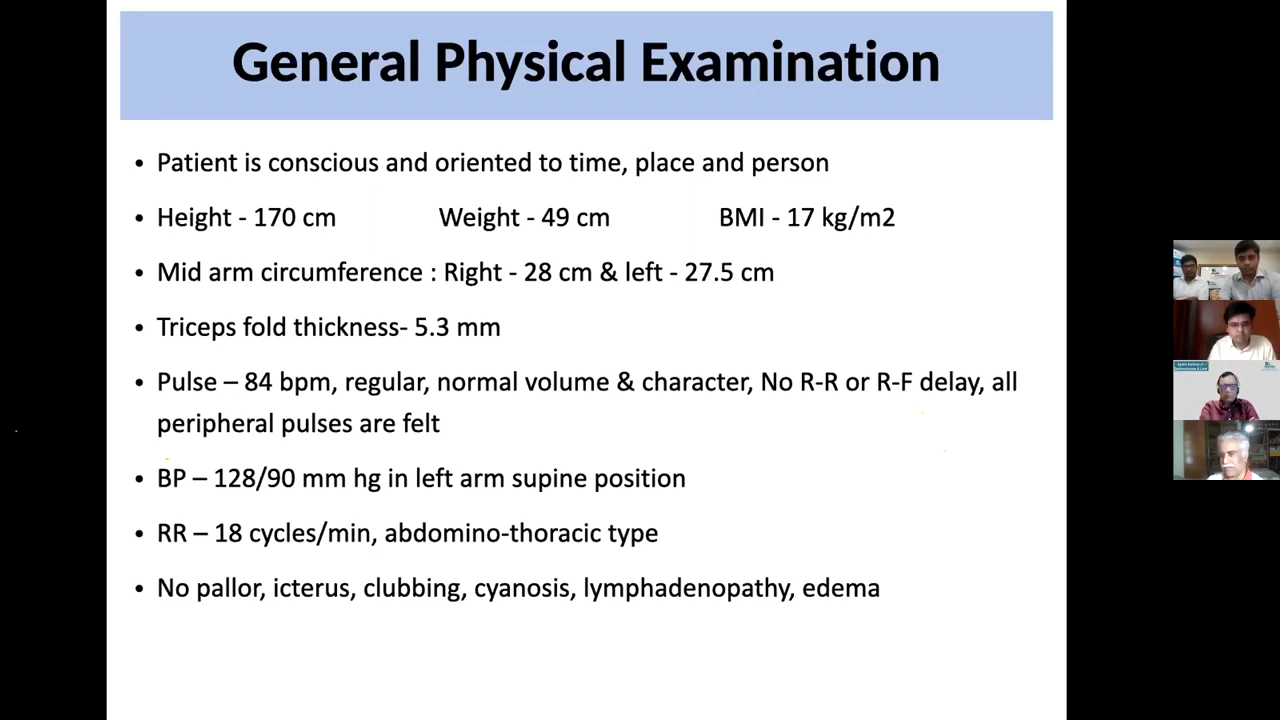 General Physical Examination
• Patient is conscious and oriented to time, place and person
• Height - 170 cm Weight - 49 cm BMI - 17 kg/m2
• Mid arm circumference : Right - 28 cm & left - 27.5 cm
• Triceps fold thickness- 5.3 mm
• Pulse – 84 bpm, regular, normal volume & character, No R-R or R-F delay, all
peripheral pulses are felt
• BP – 128/90 mm hg in left arm supine position
• RR – 18 cycles/min, abdomino-thoracic type
• No pallor, icterus, clubbing, cyanosis, lymphadenopathy, edema